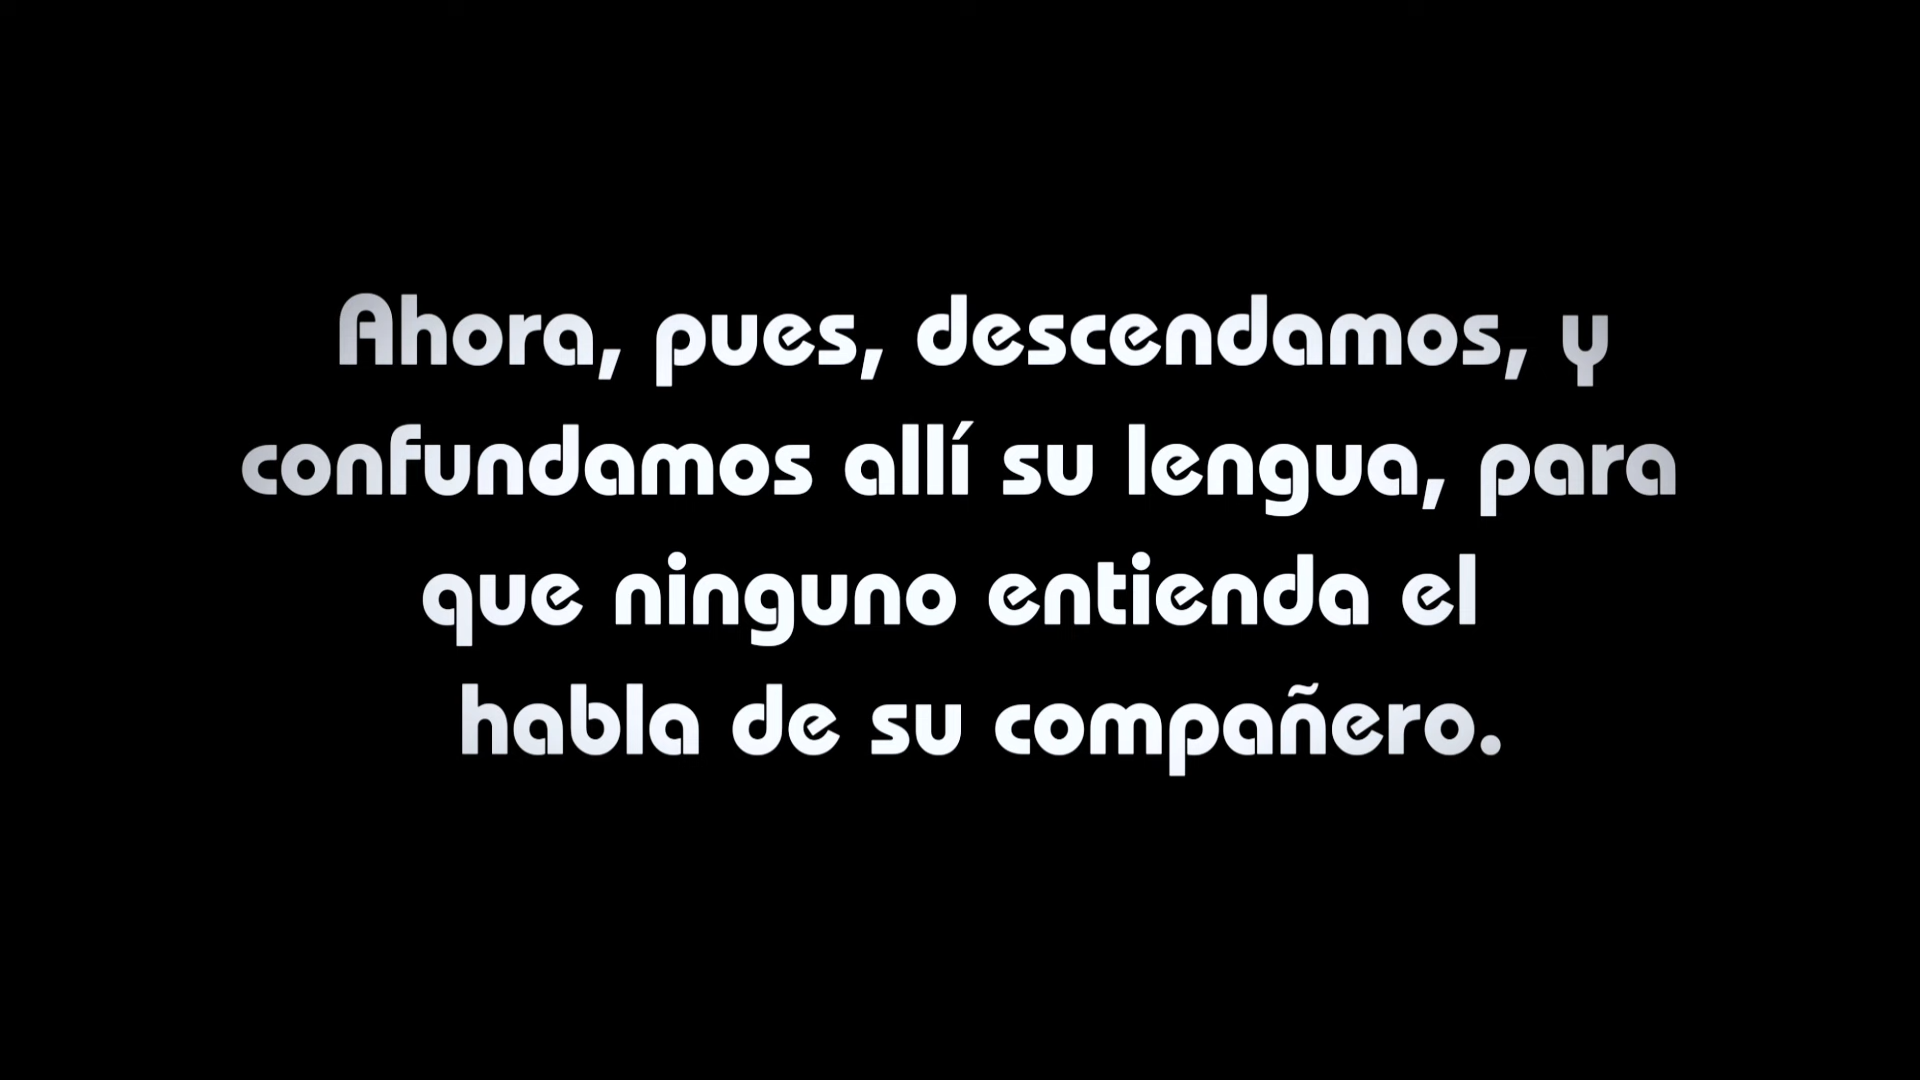 Ahora, pues, descendamos, y
confundamos allí su lengua, para
que ninguno entienda el
habla de su compañero.